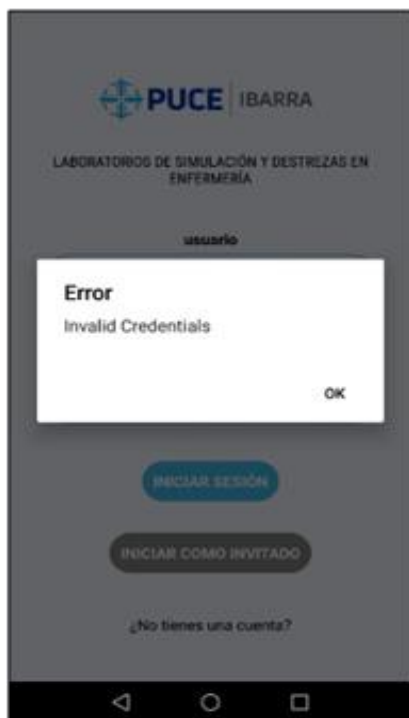 PUCE IBARRA
LABORATORIOS DE SIMULACIÓN Y DESTREZAS EN
ENFERMERÍA
usuario
Error
Invalid Credentials
OK
INICIAR SESIÓN
INICIAR COMO INVITADO
¿No tienes una cuenta?